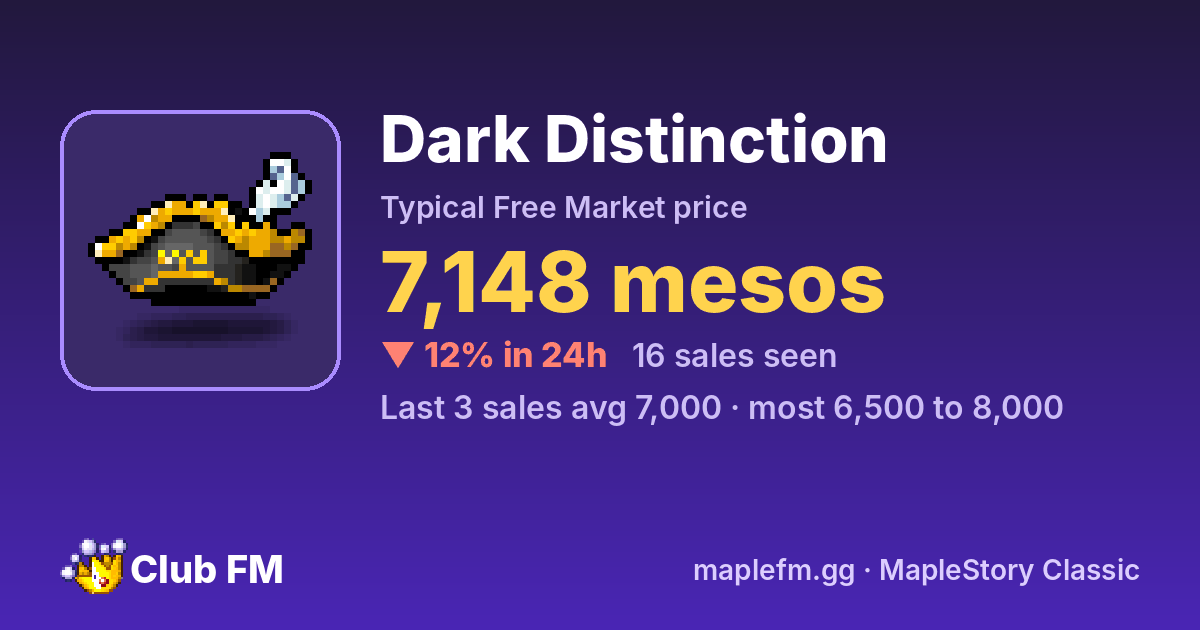 Dark Distinction
Typical Free Market price
7,148 mesos
▼ 12% in 24h 16 sales seen
Last 3 sales avg 7,000 · most 6,500 to 8,000
Club FM
maplefm.gg · MapleStory Classic